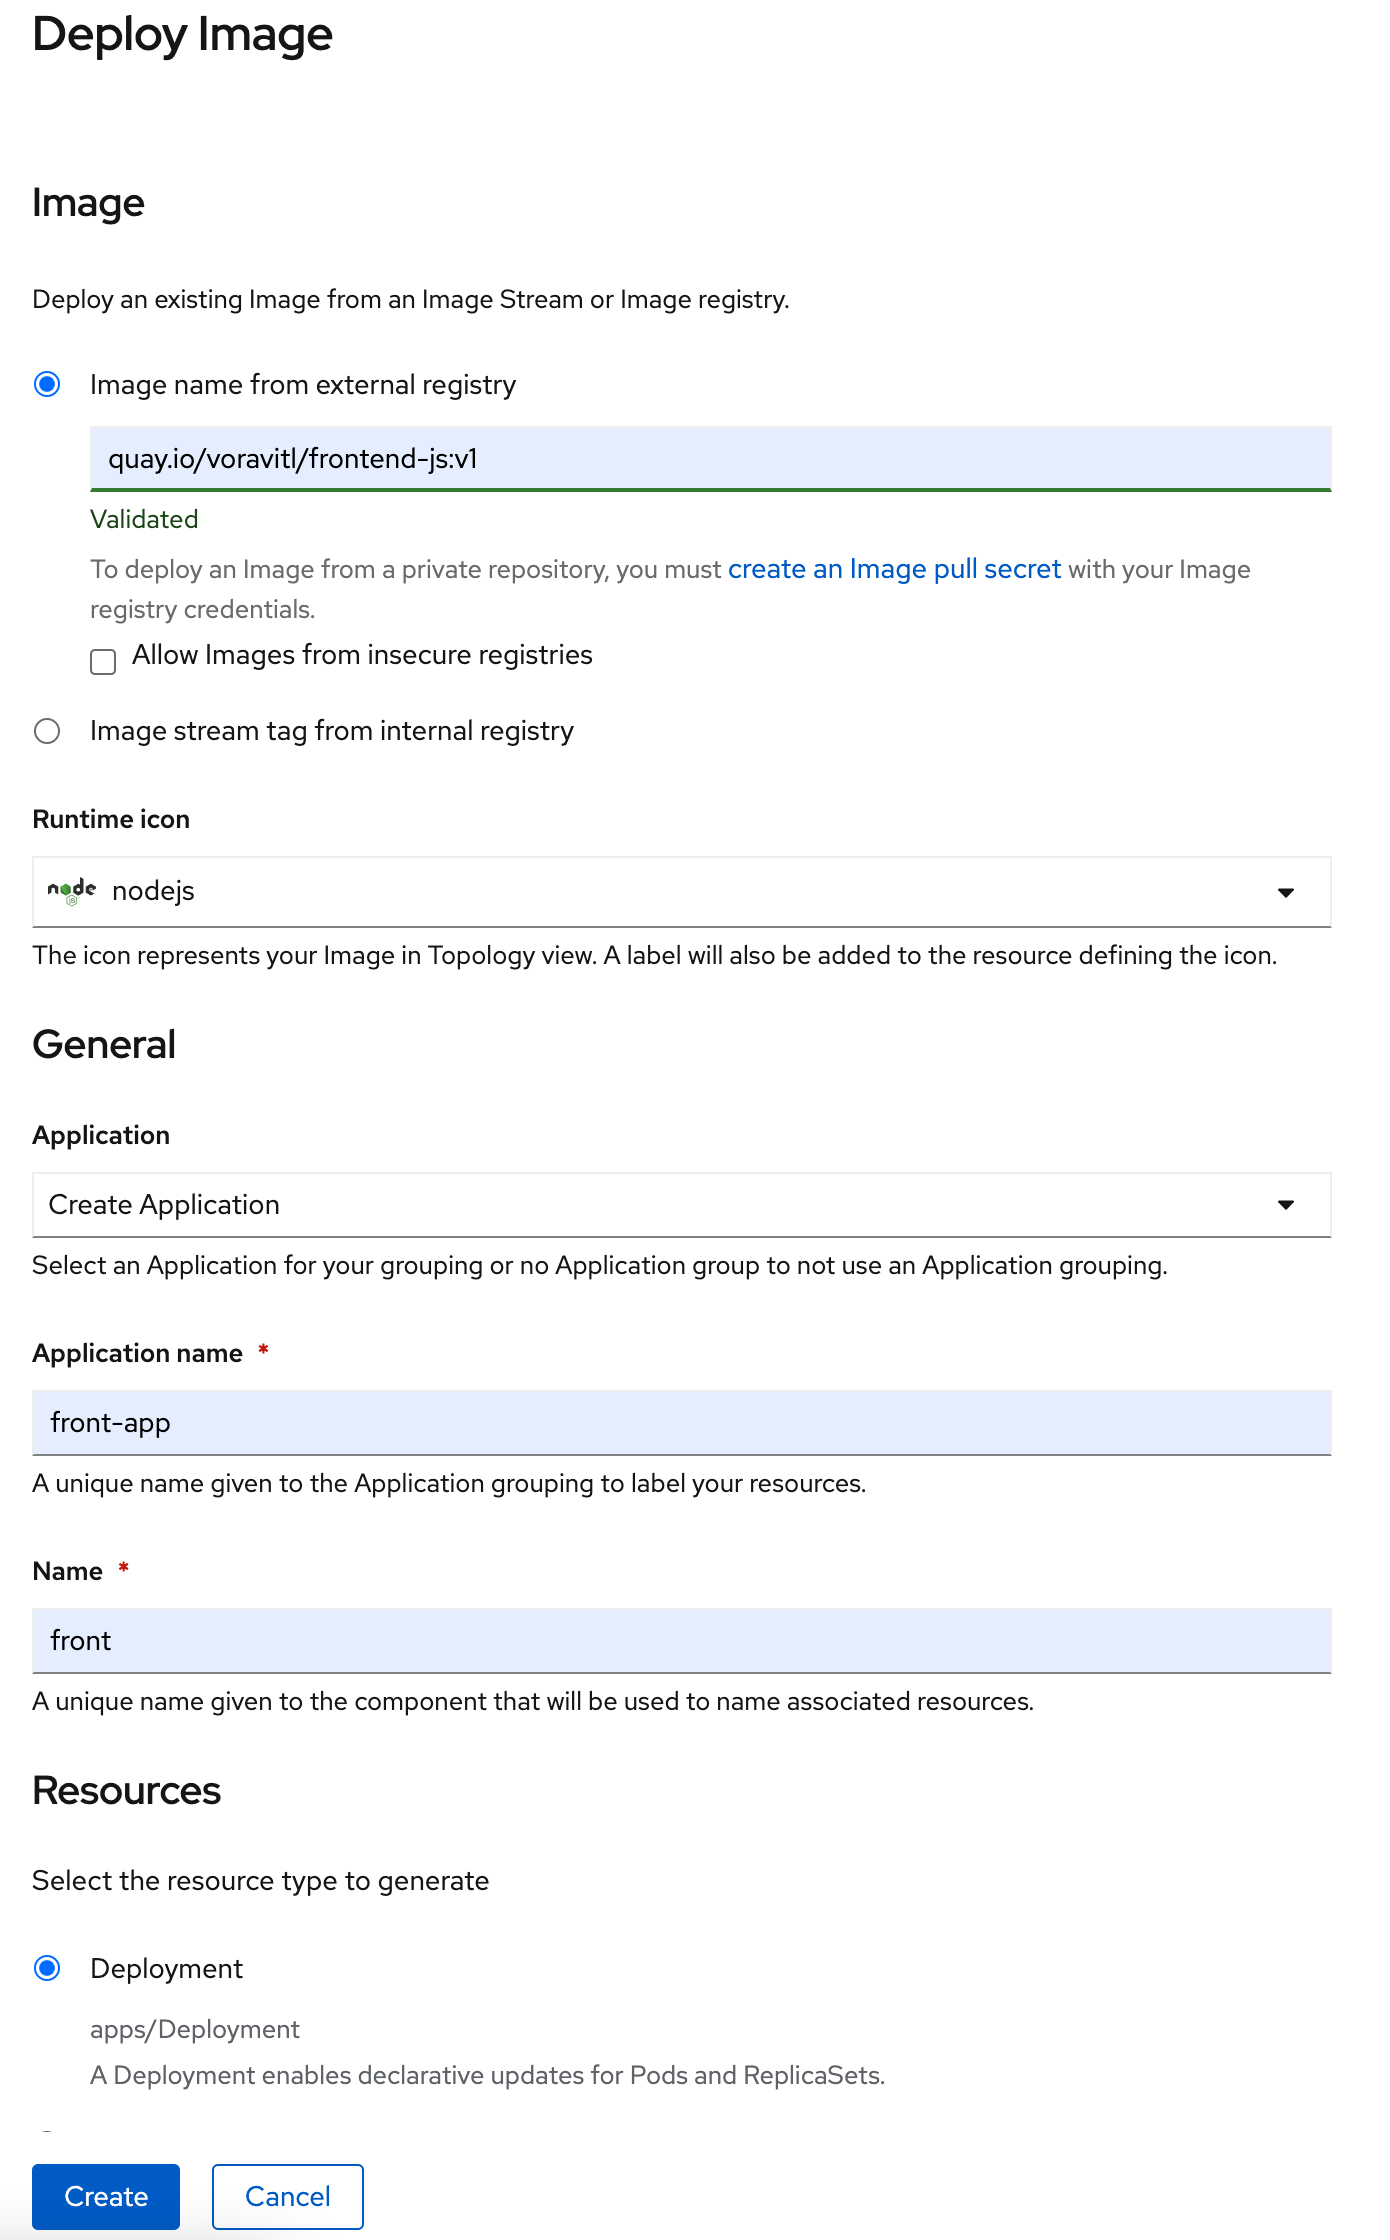 Deploy Image
Image
Deploy an existing Image from an Image Stream or Image registry.
Image name from external registry
quay.io/voravitl/frontend-js:v1
Validated
To deploy an Image from a private repository, you must create an Image pull secret with your Image
registry credentials.
Allow Images from insecure registries
Image stream tag from internal registry
Runtime icon
node nodejs
The icon represents your Image in Topology view. A label will also be added to the resource defining the icon.
General
Application
Create Application
Select an Application for your grouping or no Application group to not use an Application grouping.
Application name *
front-app
A unique name given to the Application grouping to label your resources.
Name *
front
A unique name given to the component that will be used to name associated resources.
Resources
Select the resource type to generate
Deployment
apps/Deployment
A Deployment enables declarative updates for Pods and ReplicaSets.
Create Cancel